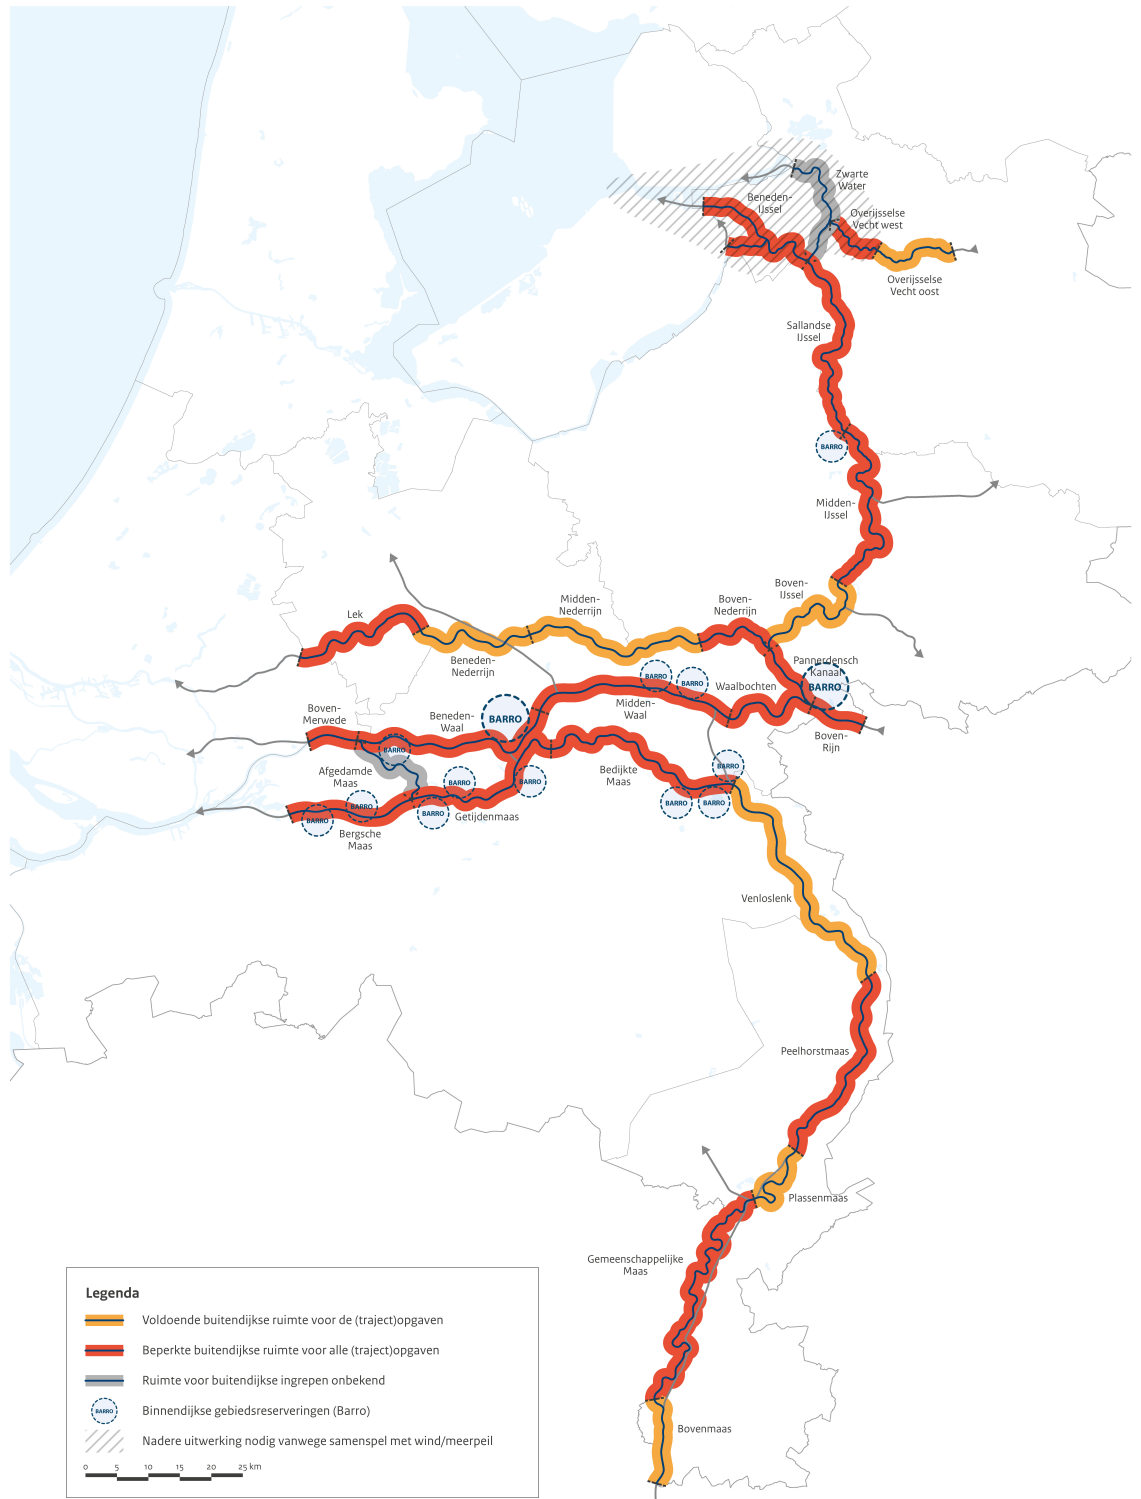 Zwarte
Water
Beneden-
IJssel
Overijsselse
Vecht west
Overijsselse
Vecht oost
Sallandse
IJssel
BARRO
Midden-
IJssel
Boven-
IJssel
Midden-
Nederrijn
Boven-
Nederrijn
Lek
Beneden-
Nederrijn
Pannerdensch
Kanaal
BARRO
BARRO
BARRO
Waalbochten
Boven-
Merwede
Beneden-
Waal
BARRO
Midden-
Waal
Boven-
Rijn
BARRO
Afgedamde
Maas
BARRO
BARRO
Bedijkte
Maas
BARRO
BARRO
BARRO
BARRO
BARRO
BARRO
BARRO
Getijdenmaas
Bergsche
Maas
Venloslenk
Peelhorstmaas
Plassenmaas
Gemeenschappelijke
Maas
Bovenmaas
Legenda
Voldoende buitendijkse ruimte voor de (traject)opgaven
Beperkte buitendijkse ruimte voor alle (traject)opgaven
Ruimte voor buitendijkse ingrepen onbekend
BARRO
Binnendijkse gebiedsreserveringen (Barro)
Nadere uitwerking nodig vanwege samenspel met wind/meerpeil
0 5 10 15 20 25 km